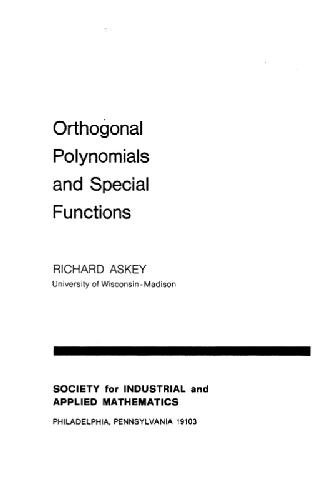 Orthogonal
Polynomials
and Special
Functions
RICHARD ASKEY
University of Wisconsin-Madison
SOCIETY for INDUSTRIAL and
APPLIED MATHEMATICS
PHILADELPHIA, PENNSYLVANIA 19103